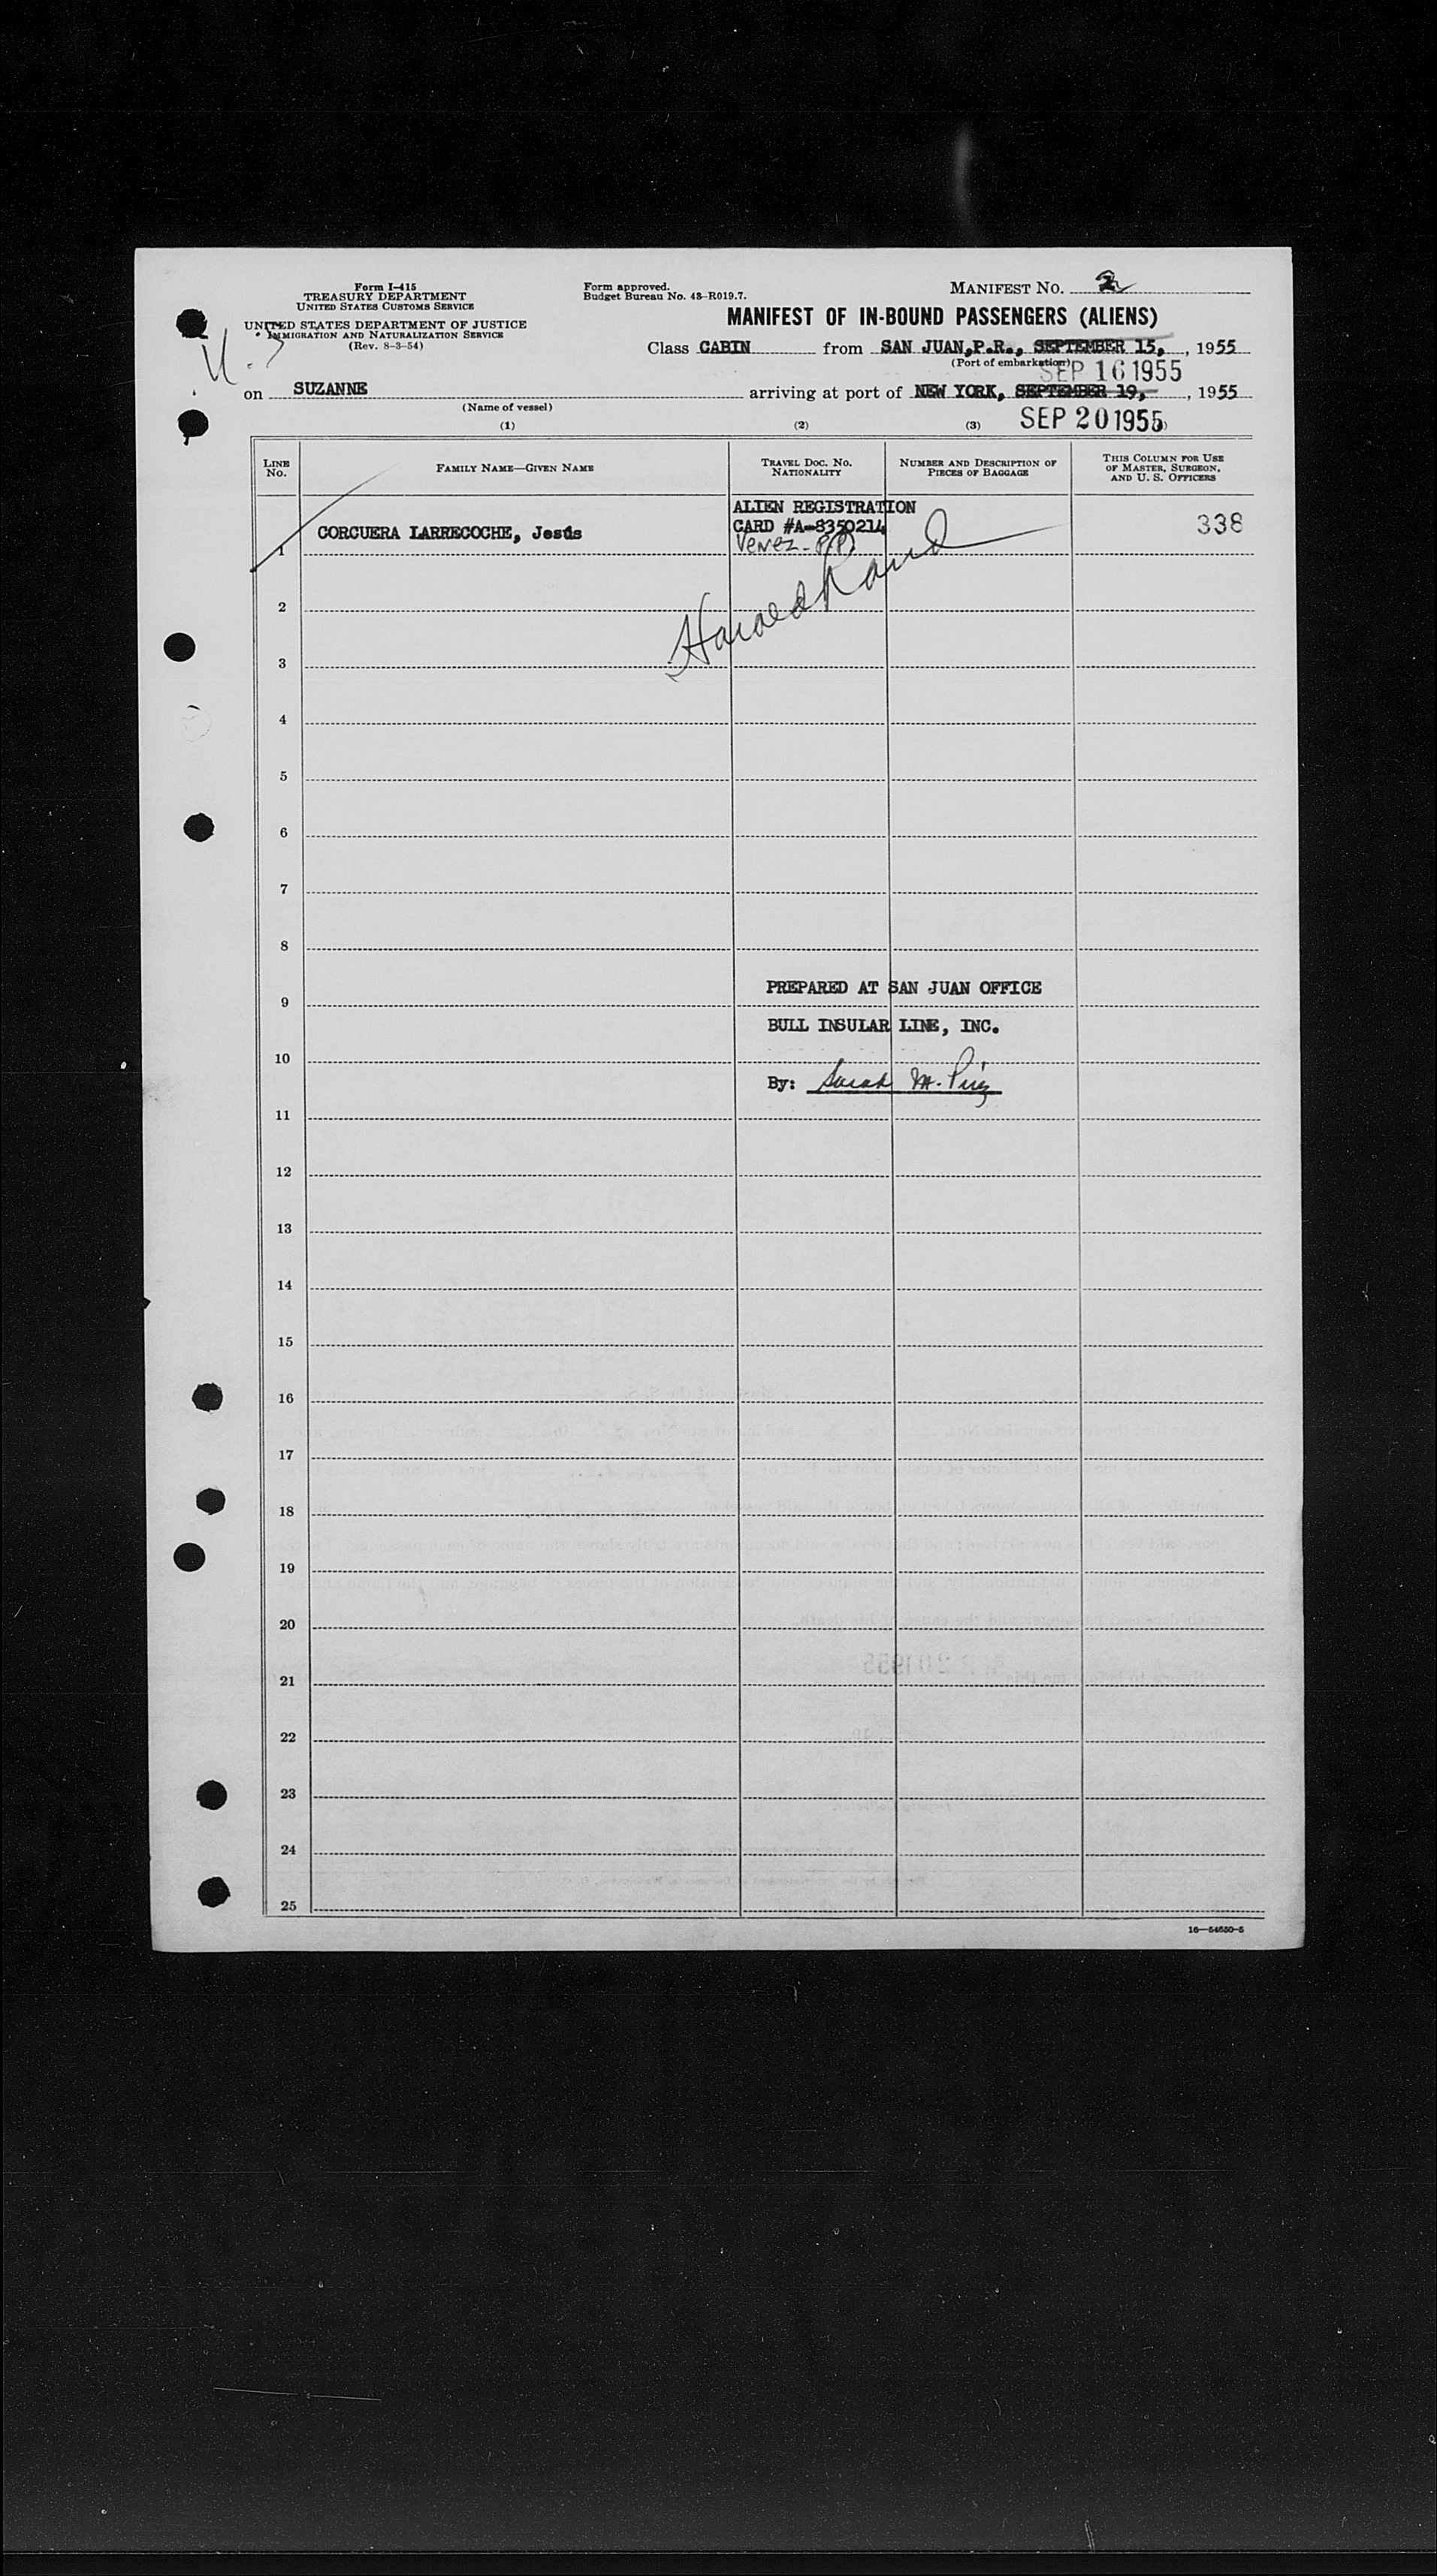 Form I-415
TREASURY DEPARTMENT
UNITED STATES CUSTOMS SERVICE
UNITED STATES DEPARTMENT OF JUSTICE
IMMIGRATION AND NATURALIZATION SERVICE
(Rev. 8-3-54)
Form approved.
Budget Bureau No. 43-R019.7.
MANIFEST NO. 2
MANIFEST OF IN-BOUND PASSENGERS (ALIENS)
Class CABIN from SAN JUAN, P.R., SEPTEMBER 15, , 1955
(Port of embarkation)
SEP 16 1955
on SUZANNE arriving at port of NEW YORK, SEPTEMBER 19, , 1955
(Name of vessel)
SEP 20 1955
(1) (2) (3)
LINE No. FAMILY NAME—GIVEN NAME TRAVEL DOC. NO. NATIONALITY NUMBER AND DESCRIPTION OF PIECES OF BAGGAGE THIS COLUMN FOR USE OF MASTER, SURGEON, AND U. S. OFFICERS
ALIEN REGISTRATION
1 CORCUERA LARRECOCHE, Jesús CARD #A-8350214 338
Venez.
Harold Rand
2
3
4
5
6
7
8
PREPARED AT SAN JUAN OFFICE
9
BULL INSULAR LINE, INC.
10
By: Sarah M.
11
12
13
14
15
16
17
18
19
20
21
22
23
24
25
16—54650-5